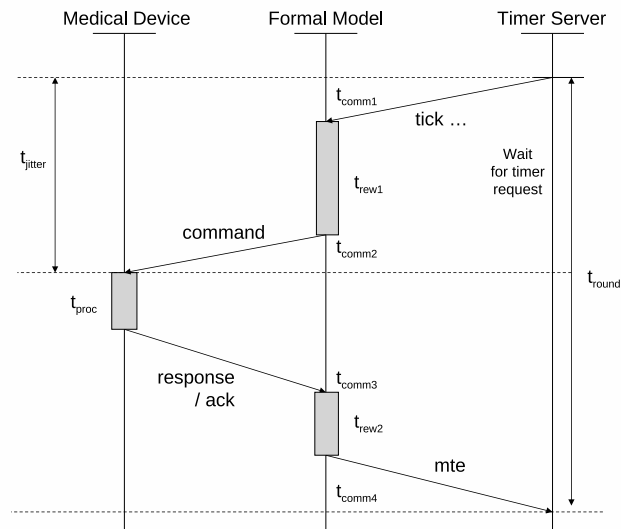 Medical Device Formal Model Timer Server
t_comm1
tick …
t_jitter
Wait
for timer
request
t_rew1
command
t_comm2
t_round
t_proc
response
/ ack
t_comm3
t_rew2
mte
t_comm4